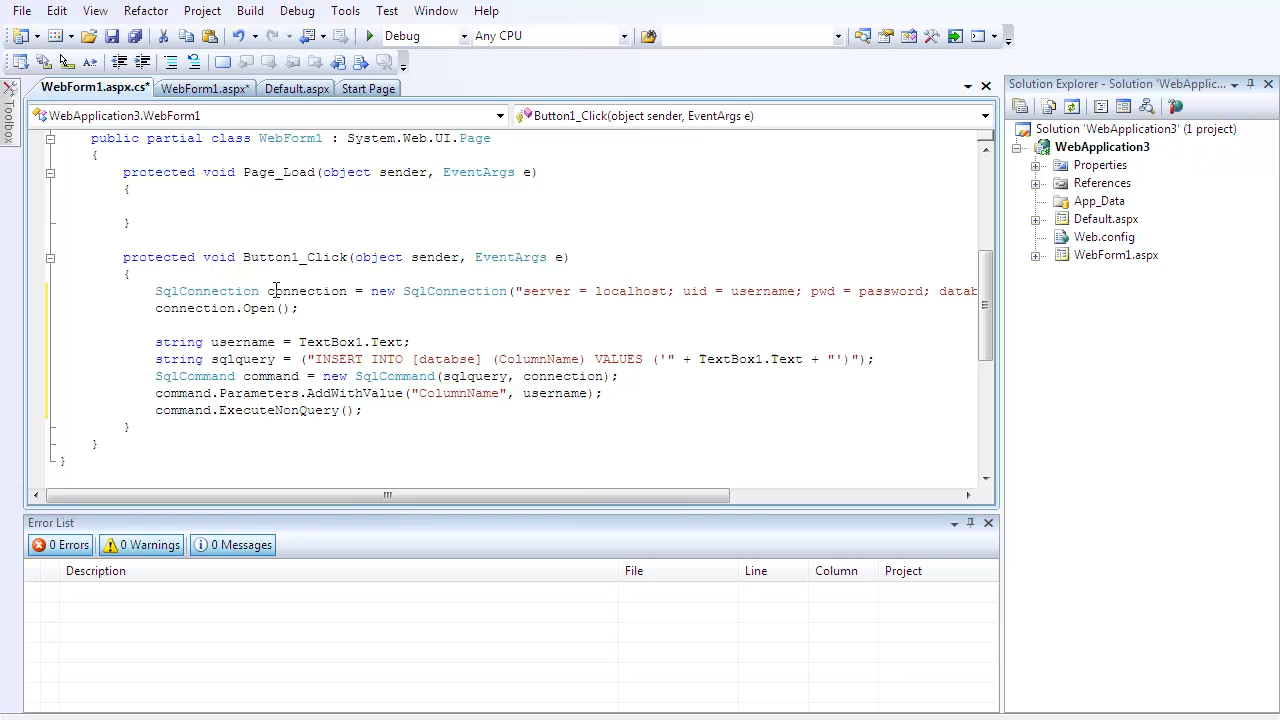 File Edit View Refactor Project Build Debug Tools Test Window Help
Debug Any CPU
WebForm1.aspx.cs* WebForm1.aspx* Default.aspx Start Page
WebApplication3.WebForm1 Button1_Click(object sender, EventArgs e)
public partial class WebForm1 : System.Web.UI.Page
{
protected void Page_Load(object sender, EventArgs e)
{
}
protected void Button1_Click(object sender, EventArgs e)
{
SqlConnection connection = new SqlConnection("server = localhost; uid = username; pwd = password; datab
connection.Open();
string username = TextBox1.Text;
string sqlquery = ("INSERT INTO [databse] (ColumnName) VALUES ('" + TextBox1.Text + "')");
SqlCommand command = new SqlCommand(sqlquery, connection);
command.Parameters.AddWithValue("ColumnName", username);
command.ExecuteNonQuery();
}
}
}
Error List
0 Errors 0 Warnings 0 Messages
Description File Line Column Project
Toolbox
Solution Explorer - Solution 'WebApplic...
Solution 'WebApplication3' (1 project)
WebApplication3
Properties
References
App_Data
Default.aspx
Web.config
WebForm1.aspx